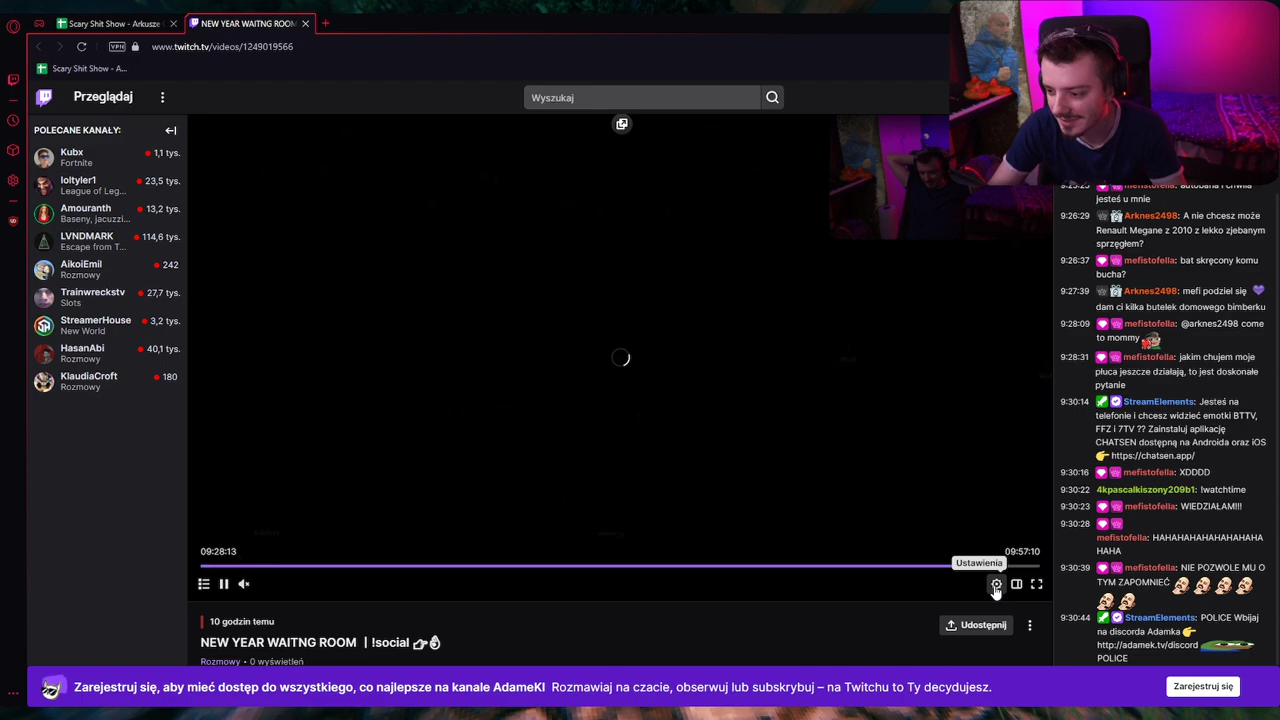 Scary Shit Show - Arkusze
NEW YEAR WAITNG ROOM
VPN
www.twitch.tv/videos/1249019566
Scary Shit Show - A...
Przeglądaj
Wyszukaj
POLECANE KANAŁY:
Kubx
1,1 tys.
Fortnite
loltyler1
23,5 tys.
League of Leg...
Amouranth
13,2 tys.
Baseny, jacuzzi...
LVNDMARK
114,6 tys.
Escape from T...
AikoiEmil
242
Rozmowy
Trainwreckstv
27,7 tys.
Slots
StreamerHouse
3,2 tys.
New World
HasanAbi
40,1 tys.
Rozmowy
KlaudiaCroft
180
Rozmowy
09:28:13
09:57:10
Ustawienia
10 godzin temu
NEW YEAR WAITNG ROOM | !social 👉👌
Rozmowy • 0 wyświetleń
Udostępnij
jesteś u mnie
9:26:29 Arknes2498: A nie chcesz może
Renault Megane z 2010 z lekko zjebanym
sprzęgłem?
9:26:37 mefistofella: bat skręcony komu
bucha?
9:27:39 Arknes2498: mefi podziel się 💜
dam ci kilka butelek domowego bimberku
9:28:09 mefistofella: @arknes2498 come
to mommy
9:28:31 mefistofella: jakim chujem moje
płuca jeszcze działają, to jest doskonałe
pytanie
9:30:14 StreamElements: Jesteś na
telefonie i chcesz widzieć emotki BTTV,
FFZ i 7TV ?? Zainstaluj aplikację
CHATSEN dostępną na Androida oraz iOS
👉 https://chatsen.app/
9:30:16 mefistofella: XDDDD
9:30:22 4kpascalkiszony209b1: !watchtime
9:30:23 mefistofella: WIEDZIAŁAM!!!
9:30:28
mefistofella: HAHAHAHAHAHAHAHA
HAHA
9:30:39 mefistofella: NIE POZWOLE MU O
TYM ZAPOMNIEĆ
9:30:44 StreamElements: POLICE Wbijaj
na discorda Adamka 👉
http://adamek.tv/discord
POLICE
Zarejestruj się, aby mieć dostęp do wszystkiego, co najlepsze na kanale AdameKI Rozmawiaj na czacie, obserwuj lub subskrybuj – na Twitchu to Ty decydujesz.
Zarejestruj się